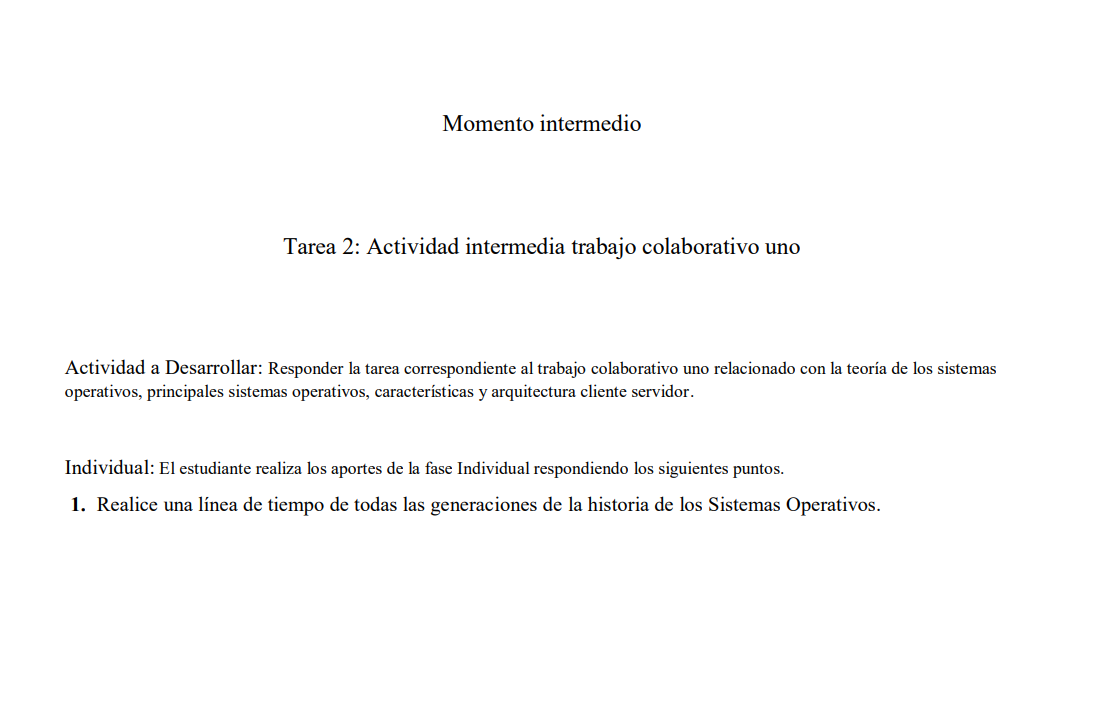 Momento intermedio
Tarea 2: Actividad intermedia trabajo colaborativo uno
Actividad a Desarrollar: Responder la tarea correspondiente al trabajo colaborativo uno relacionado con la teoría de los sistemas
operativos, principales sistemas operativos, características y arquitectura cliente servidor.
Individual: El estudiante realiza los aportes de la fase Individual respondiendo los siguientes puntos.
1. Realice una línea de tiempo de todas las generaciones de la historia de los Sistemas Operativos.